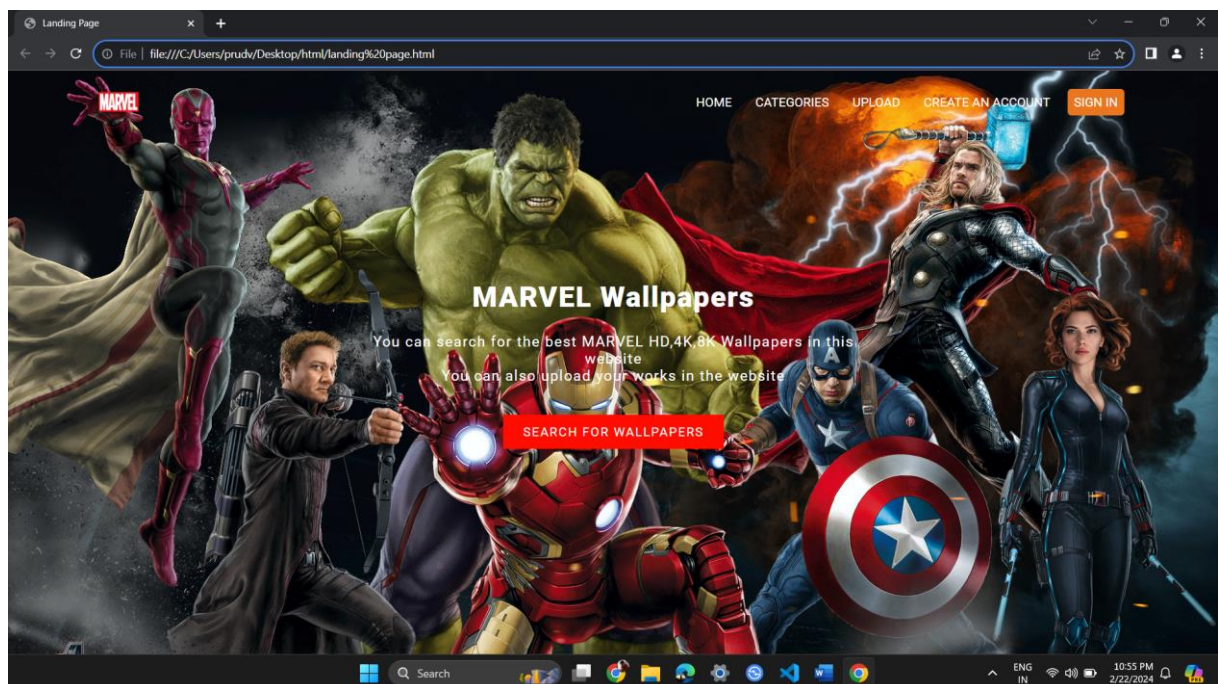 Landing Page
File | file:///C:/Users/prudv/Desktop/html/landing%20page.html
MARVEL
HOME CATEGORIES UPLOAD CREATE AN ACCOUNT SIGN IN
MARVEL Wallpapers
You can search for the best MARVEL HD,4K,8K Wallpapers in this
website
You can also upload your works in the website
SEARCH FOR WALLPAPERS
Search
ENG
IN
10:55 PM
2/22/2024